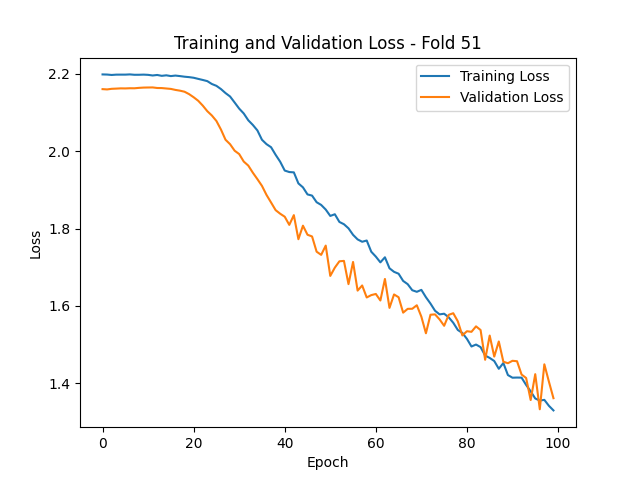 Training and Validation Loss - Fold 51
Training Loss
Validation Loss
2.2
2.0
1.8
1.6
1.4
Loss
0 20 40 60 80 100
Epoch